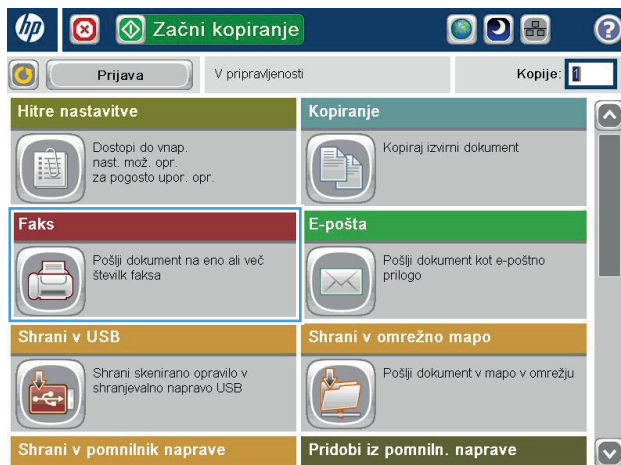 hp
Začni kopiranje
?
Prijava
V pripravljenosti
Kopije: 1
Hitre nastavitve
Dostopi do vnap.
nast. mož. opr.
za pogosto upor. opr.
Kopiranje
Kopiraj izvirni dokument
Faks
Pošlji dokument na eno ali več
številk faksa
E-pošta
Pošlji dokument kot e-poštno
prilogo
Shrani v USB
Shrani skenirano opravilo v
shranjevalno napravo USB
Shrani v omrežno mapo
Pošlji dokument v mapo v omrežju
Shrani v pomnilnik naprave
Pridobi iz pomniln. naprave